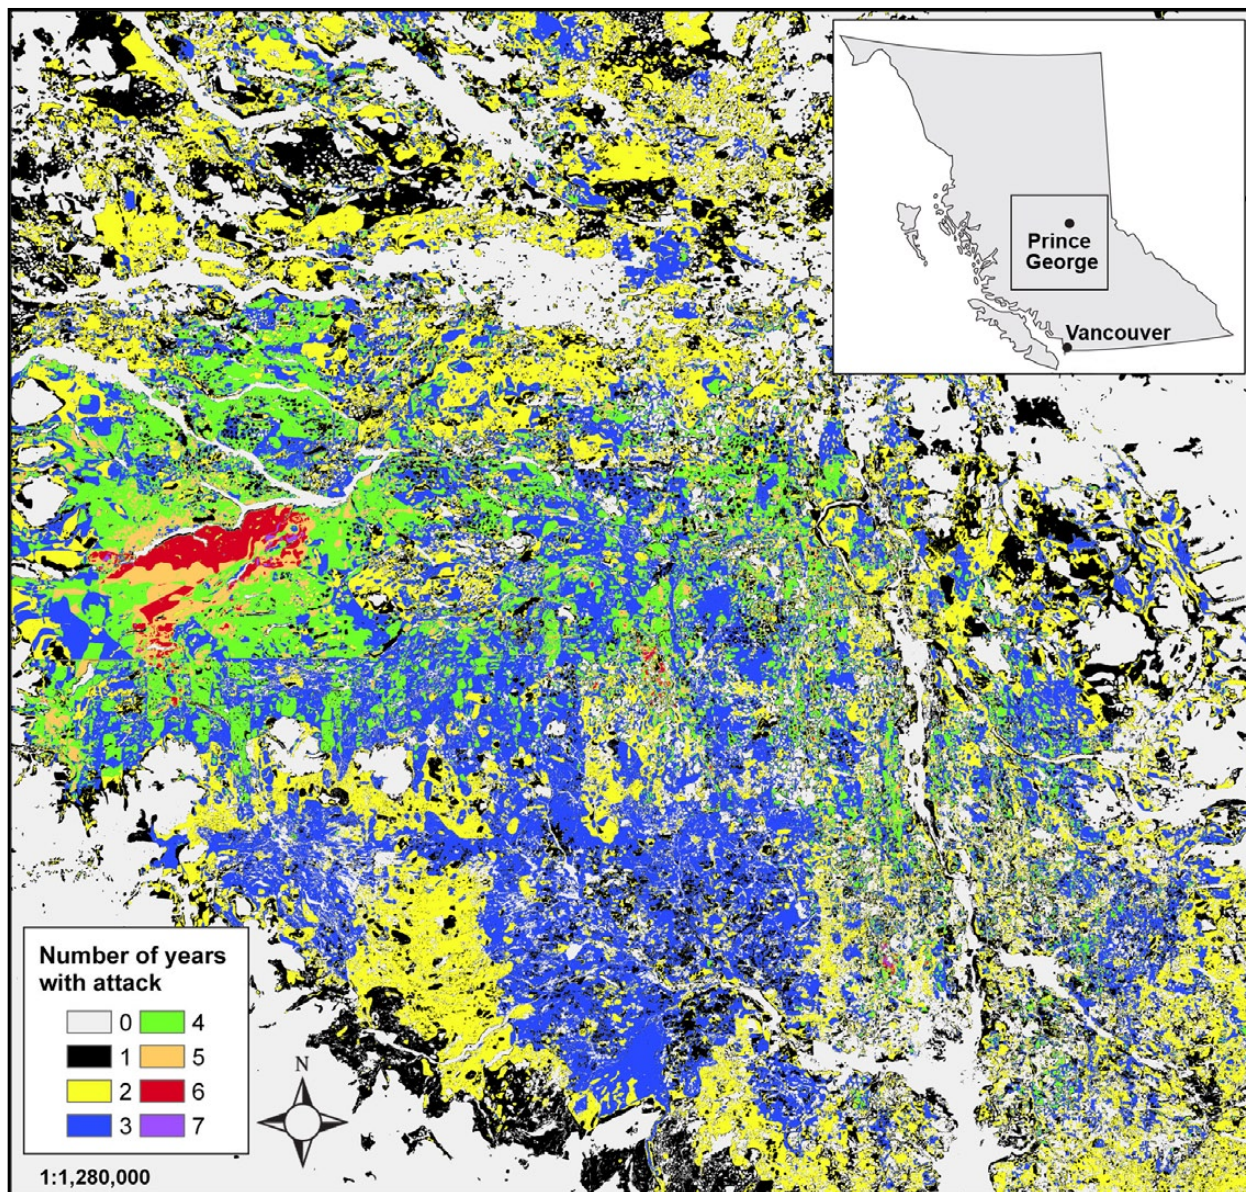 Prince
George
Vancouver
Number of years
with attack
0 4
1 5
2 6
3 7
N
1:1,280,000